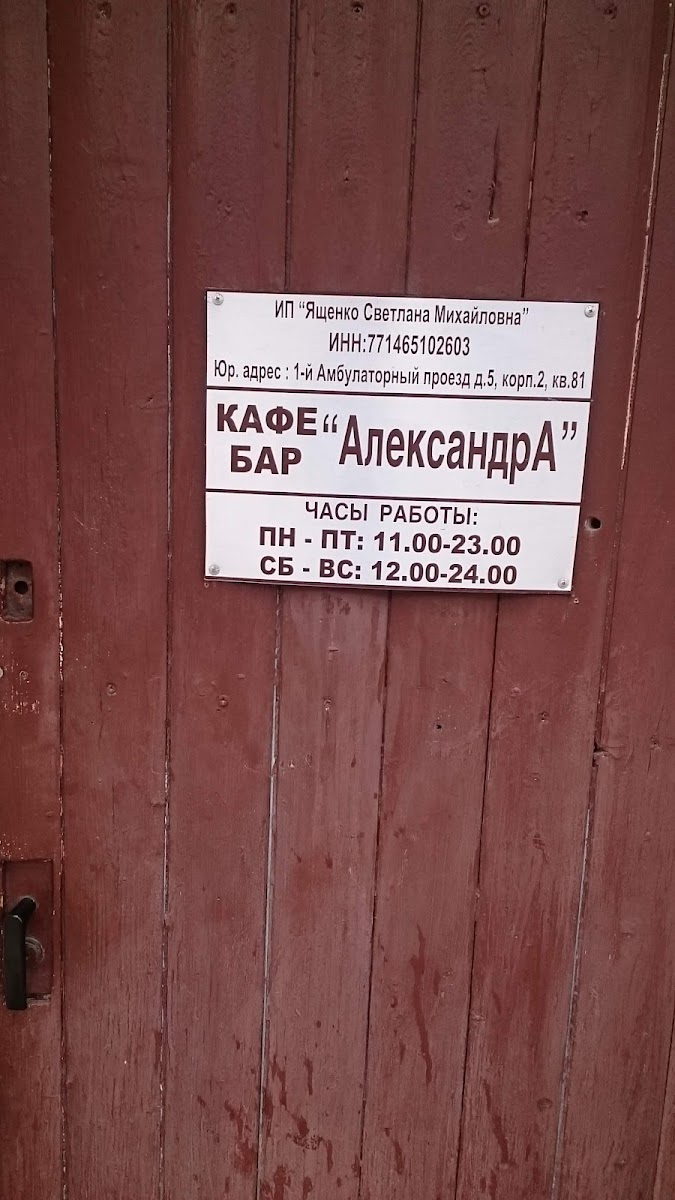 ИП “Ященко Светлана Михайловна”
ИНН:771465102603
Юр. адрес : 1-й Амбулаторный проезд д.5, корп.2, кв.81
КАФЕ БАР “АлександрА”
ЧАСЫ РАБОТЫ:
ПН - ПТ: 11.00-23.00
СБ - ВС: 12.00-24.00